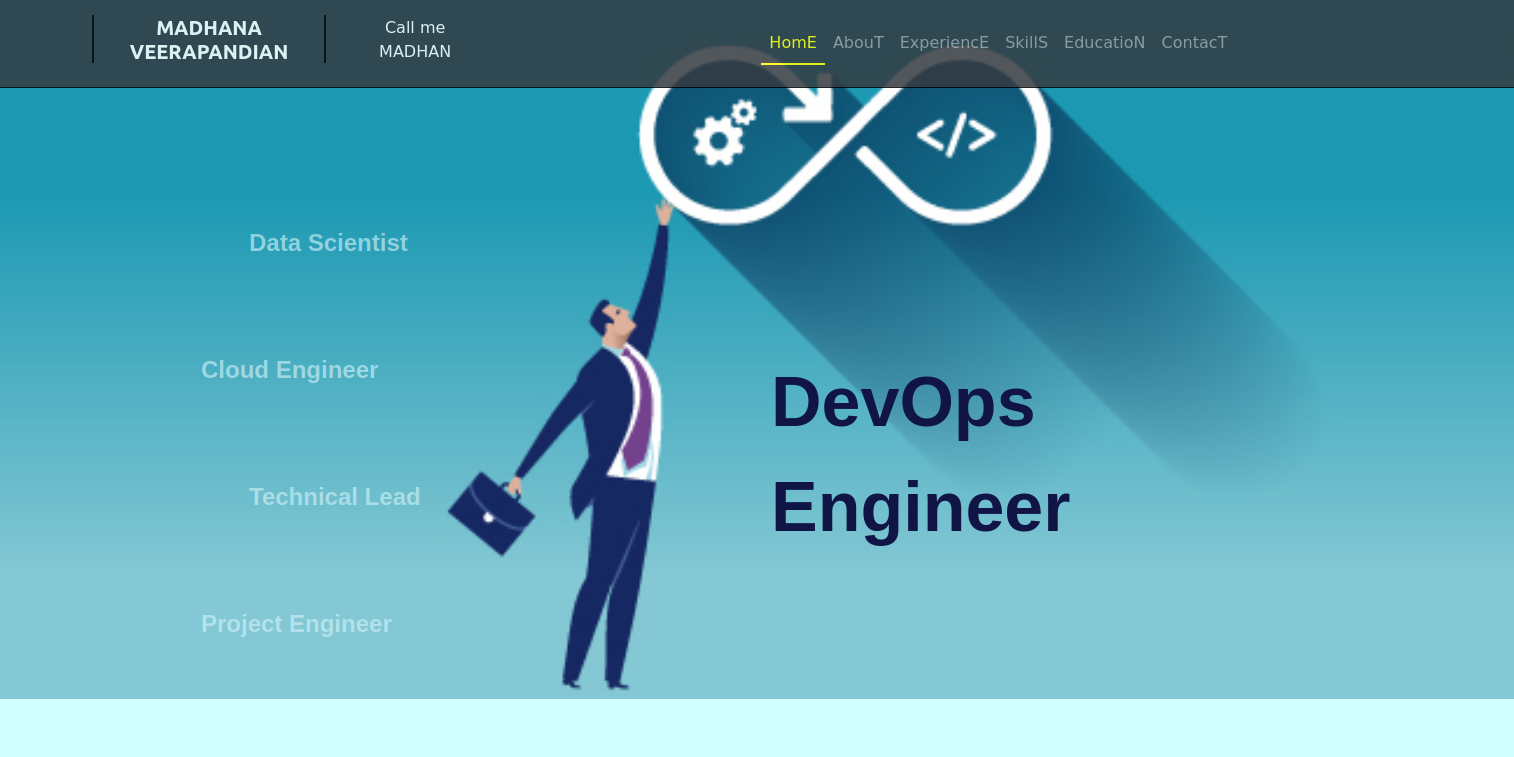 MADHANA
VEERAPANDIAN
Call me
MADHAN
HomE AbouT ExperiencE SkillS EducatioN ContacT
</>
Data Scientist
Cloud Engineer
Technical Lead
Project Engineer
DevOps
Engineer